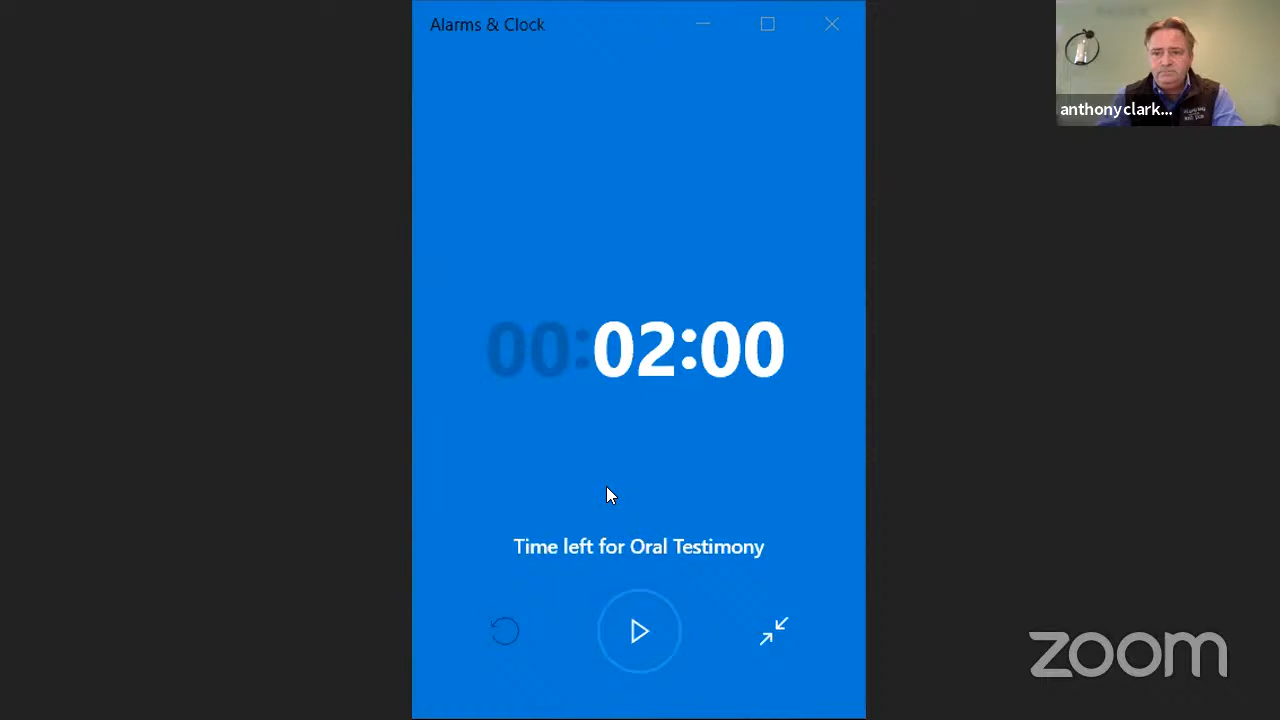 Alarms & Clock
anthony clark...
00:02:00
Time left for Oral Testimony
zoom